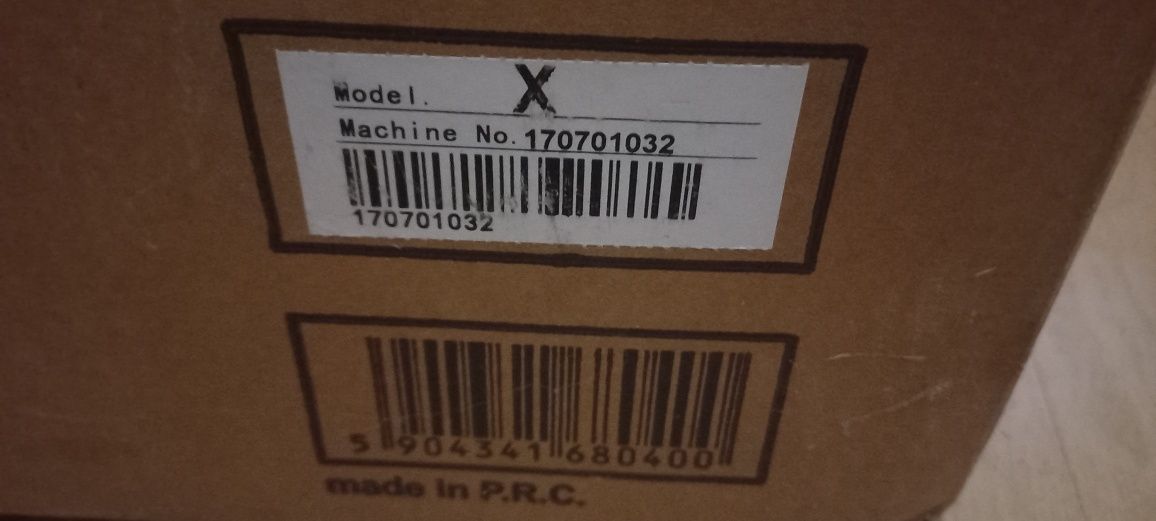 Model. X
Machine No. 170701032
170701032
5 904341 680400
made in P.R.C.